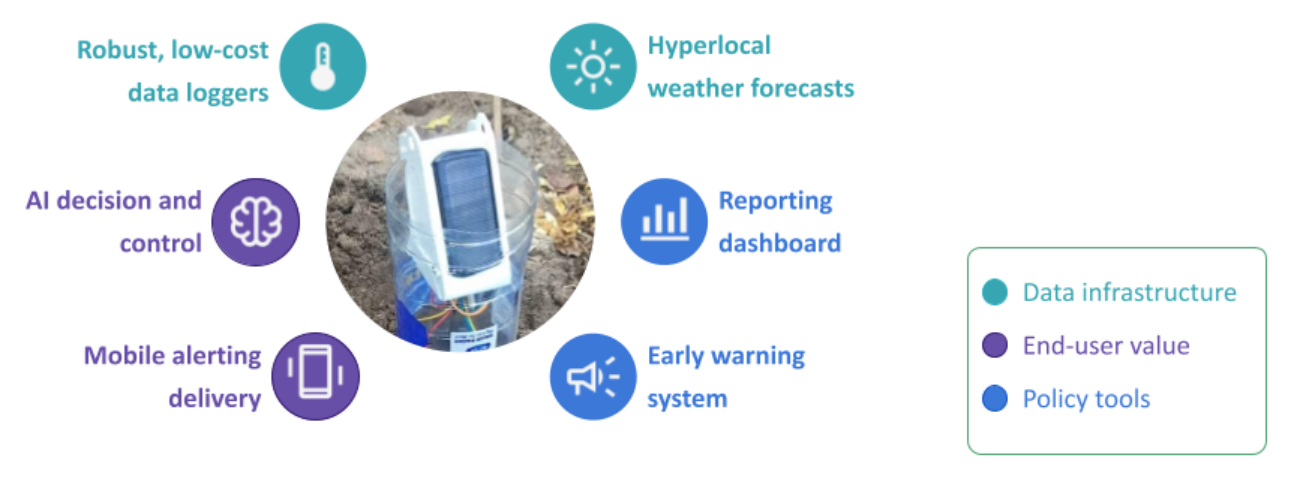 Robust, low-cost
data loggers
Hyperlocal
weather forecasts
AI decision and
control
Reporting
dashboard
Mobile alerting
delivery
Early warning
system
Data infrastructure
End-user value
Policy tools